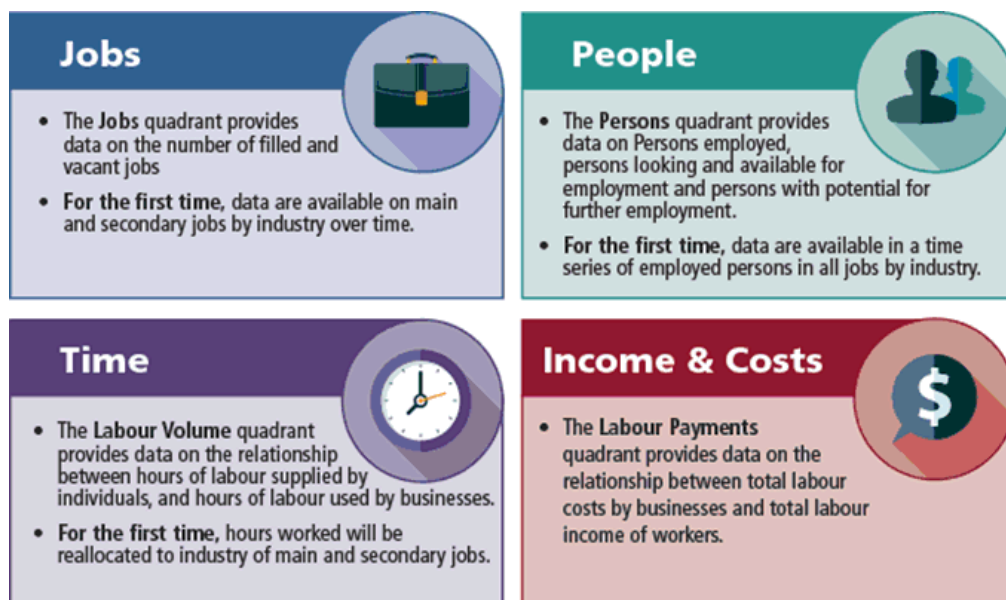 Jobs
• The Jobs quadrant provides
data on the number of filled and
vacant jobs
• For the first time, data are available on main
and secondary jobs by industry over time.
People
• The Persons quadrant provides
data on Persons employed,
persons looking and available for
employment and persons with potential for
further employment.
• For the first time, data are available in a time
series of employed persons in all jobs by industry.
Time
• The Labour Volume quadrant
provides data on the relationship
between hours of labour supplied by
individuals, and hours of labour used by businesses.
• For the first time, hours worked will be
reallocated to industry of main and secondary jobs.
Income & Costs
$
• The Labour Payments
quadrant provides data on the
relationship between total labour
costs by businesses and total labour
income of workers.